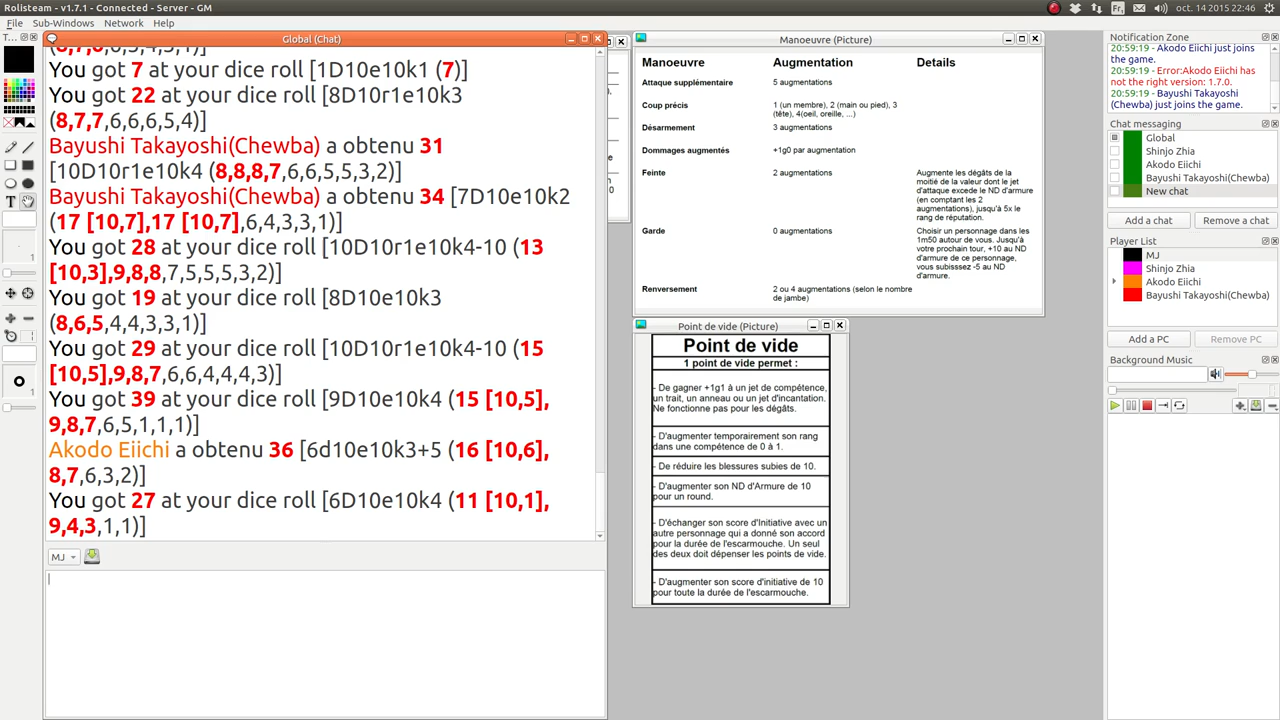 Rolisteam - v1.7.1 - Connected - Server - GM
Fr
oct. 14 2015 22:46
File Sub-Windows Network Help
T...
Global (Chat)
You got 7 at your dice roll [1D10e10k1 (7)]
You got 22 at your dice roll [8D10r1e10k3
(8,7,7,6,6,6,5,4)]
Bayushi Takayoshi(Chewba) a obtenu 31
[10D10r1e10k4 (8,8,8,7,6,6,5,5,3,2)]
Bayushi Takayoshi(Chewba) a obtenu 34 [7D10e10k2
(17 [10,7],17 [10,7],6,4,3,3,1)]
You got 28 at your dice roll [10D10r1e10k4-10 (13
[10,3],9,8,8,7,5,5,5,3,2)]
You got 19 at your dice roll [8D10e10k3
(8,6,5,4,4,3,3,1)]
You got 29 at your dice roll [10D10r1e10k4-10 (15
[10,5],9,8,7,6,6,4,4,4,3)]
You got 39 at your dice roll [9D10e10k4 (15 [10,5],
9,8,7,6,5,1,1,1)]
Akodo Eiichi a obtenu 36 [6d10e10k3+5 (16 [10,6],
8,7,6,3,2)]
You got 27 at your dice roll [6D10e10k4 (11 [10,1],
9,4,3,1,1)]
MJ
T
1
1
Manoeuvre (Picture)
Manoeuvre Augmentation Details
Attaque supplémentaire 5 augmentations
Coup précis 1 (un membre), 2 (main ou pied), 3
(tête), 4(oeil, oreille, ...)
Désarmement 3 augmentations
Dommages augmentés +1g0 par augmentation
Feinte 2 augmentations Augmente les dégâts de la
moitié de la valeur dont le jet
d'attaque excede le ND d'armure
(en comptant les 2
augmentations), jusqu'à 5x le
rang de réputation.
Garde 0 augmentations Choisir un personnage dans les
1m50 autour de vous. Jusqu'à
votre prochain tour, +10 au ND
d'armure de ce personnage,
vous subisssez -5 au ND
d'armure.
Renversement 2 ou 4 augmentations (selon le nombre
de jambe)
Point de vide (Picture)
Point de vide
1 point de vide permet :
- De gagner +1g1 à un jet de compétence,
un trait, un anneau ou un jet d'incantation.
Ne fonctionne pas pour les dégâts.
- D'augmenter temporairement son rang
dans une compétence de 0 à 1.
- De réduire les blessures subies de 10.
- D'augmenter son ND d'Armure de 10
pour un round.
- D'échanger son score d'Initiative avec un
autre personnage qui a donné son accord
pour la durée de l'escarmouche. Un seul
des deux doit dépenser les points de vide.
- D'augmenter son score d'initiative de 10
pour toute la durée de l'escarmouche.
Notification Zone
20:59:19 - Akodo Eiichi just joins
the game.
20:59:19 - Error:Akodo Eiichi has
not the right version: 1.7.0.
20:59:19 - Bayushi Takayoshi
(Chewba) just joins the game.
Chat messaging
Global
Shinjo Zhia
Akodo Eiichi
Bayushi Takayoshi(Chewba)
New chat
Add a chat Remove a chat
Player List
MJ
Shinjo Zhia
Akodo Eiichi
Bayushi Takayoshi(Chewba)
Add a PC Remove PC
Background Music